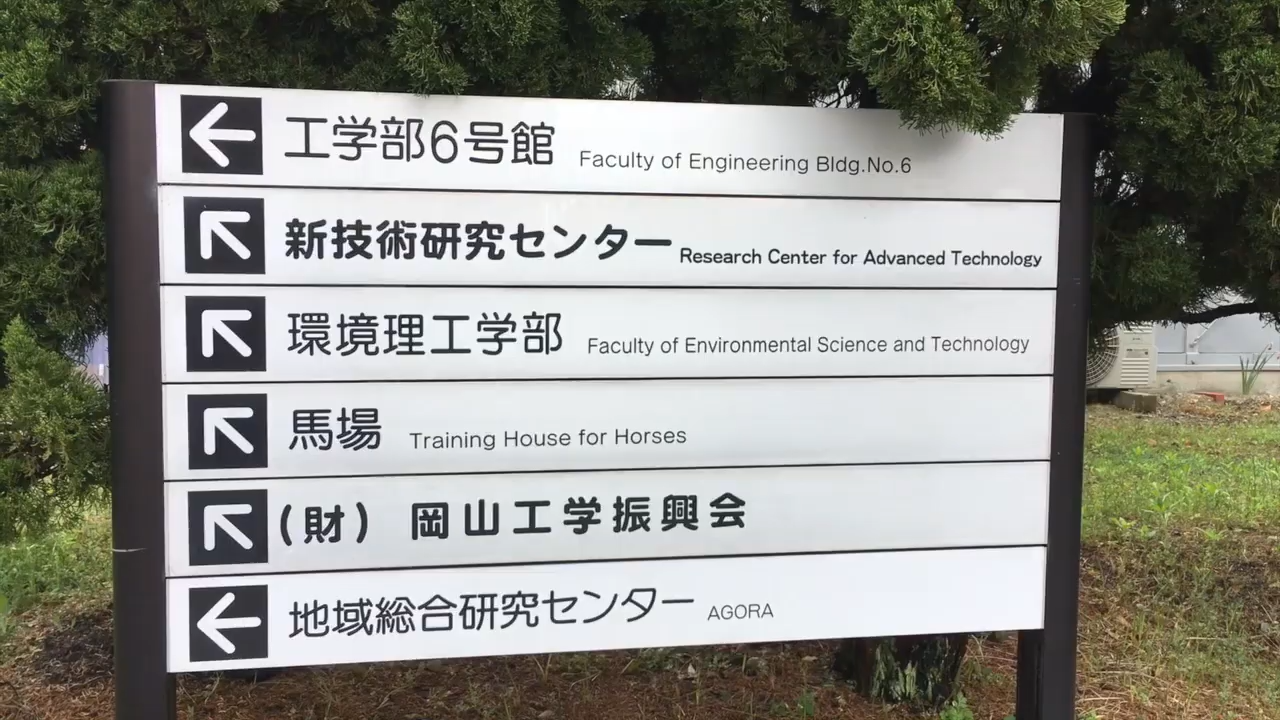 工学部6号館 Faculty of Engineering Bldg.No.6
新技術研究センター Research Center for Advanced Technology
環境理工学部 Faculty of Environmental Science and Technology
馬場 Training House for Horses
(財) 岡山工学振興会
地域総合研究センター AGORA